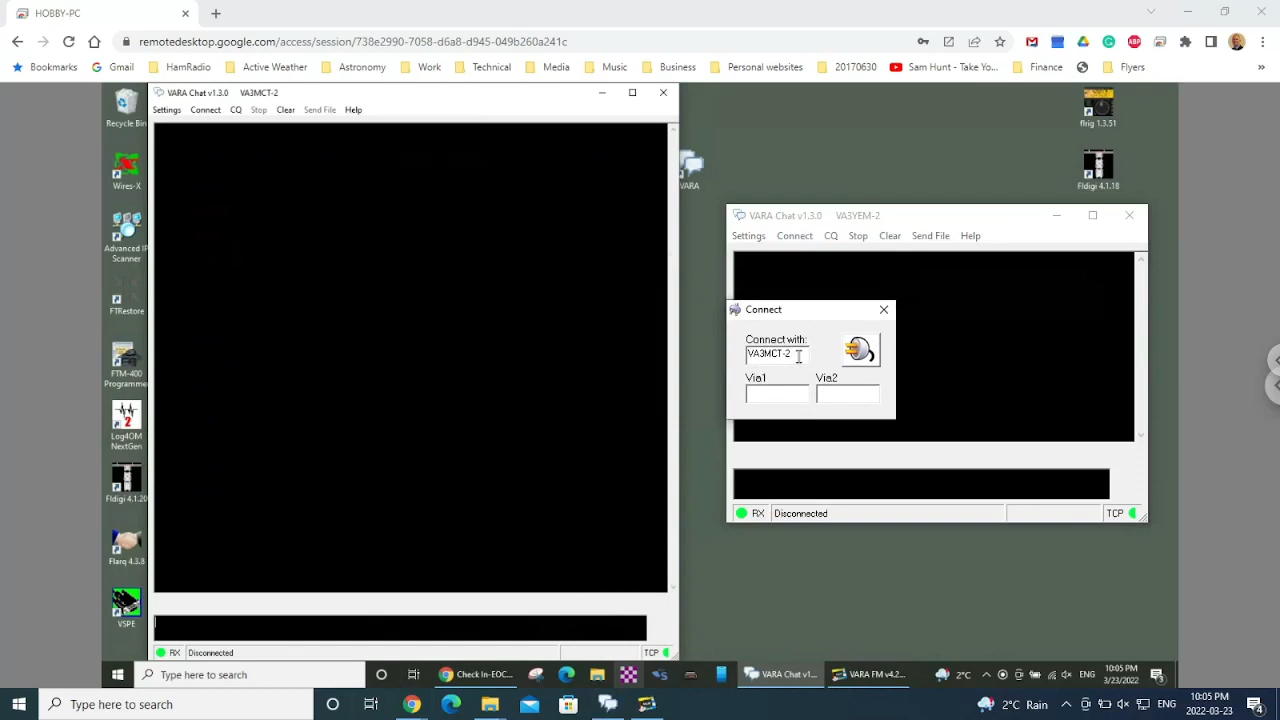 HOBBY-PC
remotedesktop.google.com/access/session/738e2990-7058-d6a8-d945-049b260a241c
Bookmarks
Gmail
HamRadio
Active Weather
Astronomy
Work
Technical
Media
Music
Business
Personal websites
20170630
Sam Hunt - Take Yo...
Finance
Flyers
»
VARA Chat v1.3.0 VA3MCT-2
Settings Connect CQ Stop Clear Send File Help
Recycle Bin
Wires-X
Advanced IP
Scanner
FTRestore
FTM-400
Programmer
Log4OM
NextGen
Fldigi 4.1.20
Flarq 4.3.8
VSPE
VARA
flrig 1.3.51
Fldigi 4.1.18
VARA Chat v1.3.0 VA3YEM-2
Settings Connect CQ Stop Clear Send File Help
Connect
Connect with:
VA3MCT-2
Via1 Via2
RX Disconnected TCP
RX Disconnected TCP
Type here to search
Check In-EOC...
VARA Chat v1...
VARA FM v4.2...
2°C
ENG
10:05 PM
3/23/2022
3
Type here to search
2°C Rain
ENG
10:05 PM
2022-03-23
4